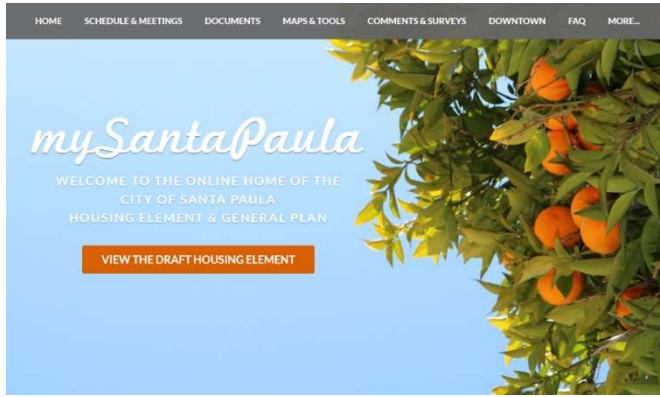 HOME SCHEDULE & MEETINGS DOCUMENTS MAPS & TOOLS COMMENTS & SURVEYS DOWNTOWN FAQ MORE...
mySantaPaula
WELCOME TO THE ONLINE HOME OF THE
CITY OF SANTA PAULA
HOUSING ELEMENT & GENERAL PLAN
VIEW THE DRAFT HOUSING ELEMENT